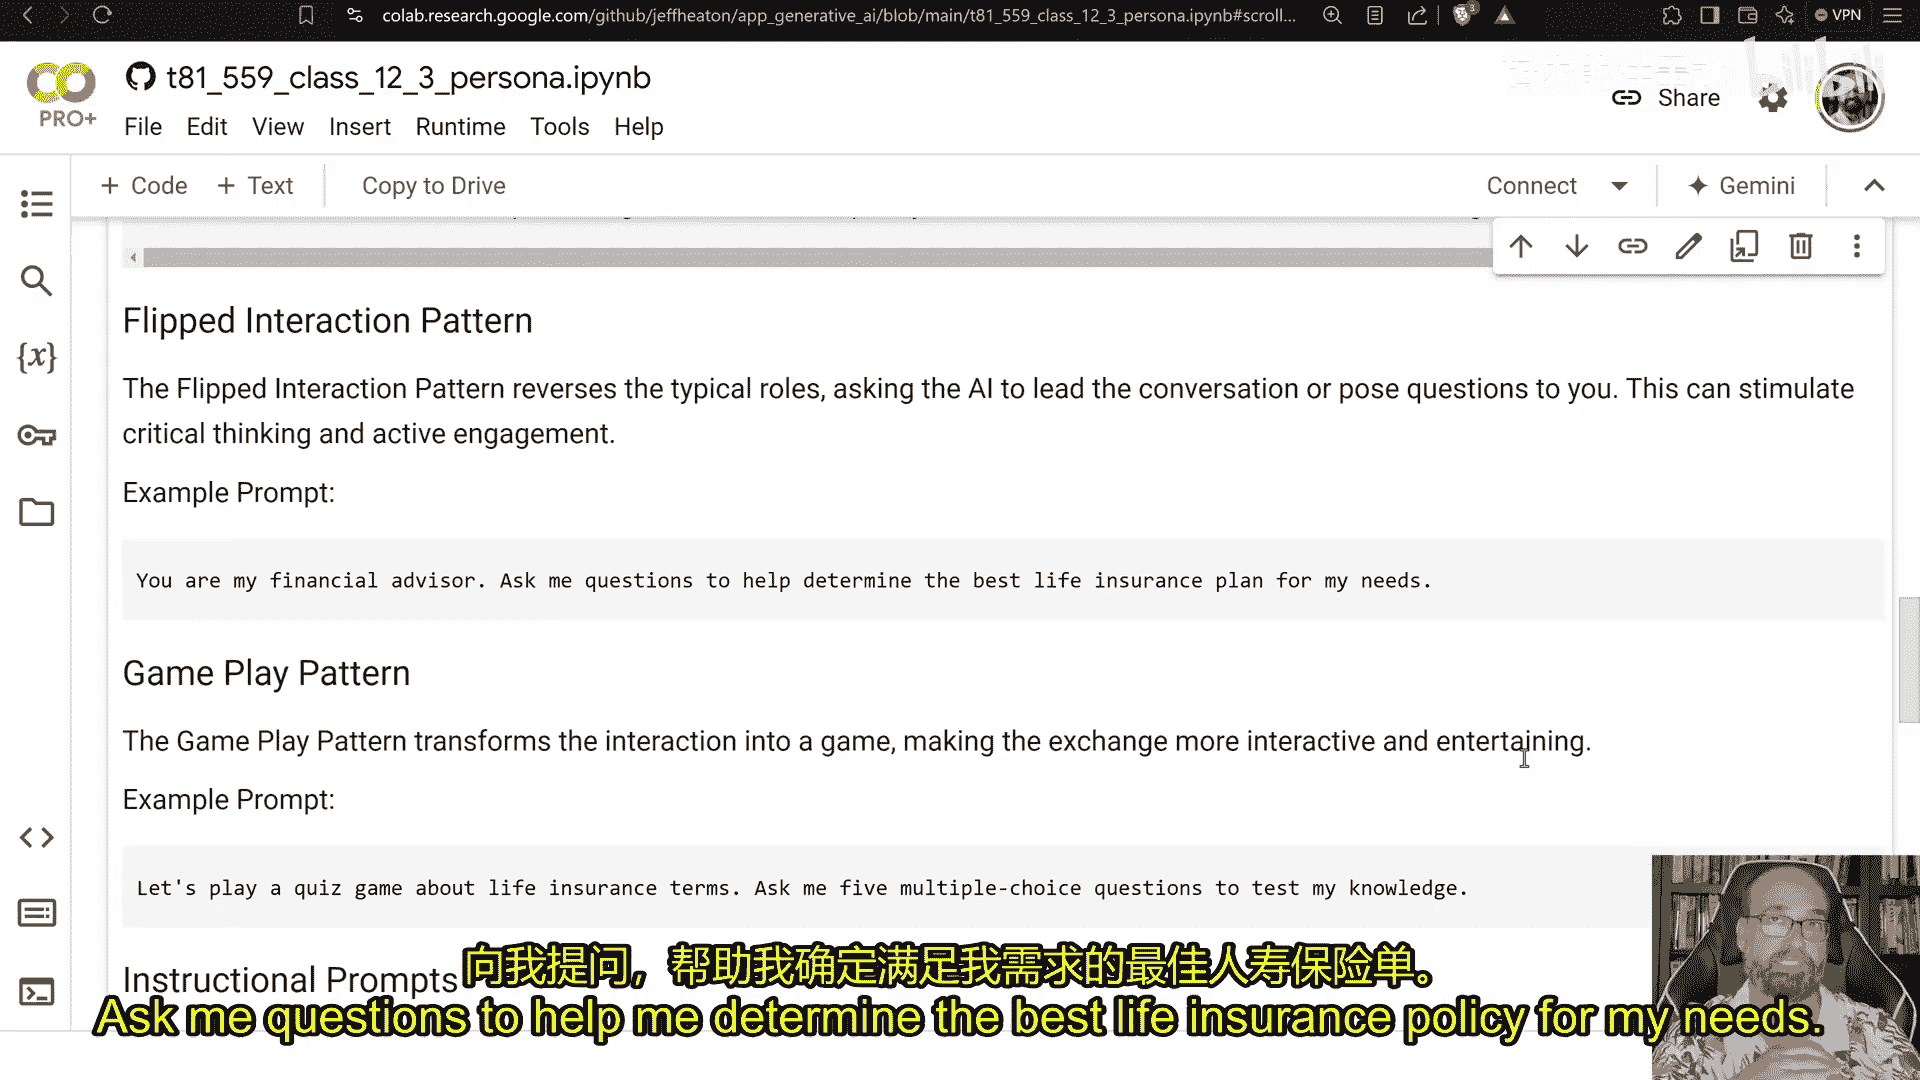 colab.research.google.com/github/jeffheaton/app_generative_ai/blob/main/t81_559_class_12_3_persona.ipynb#scroll...
3
VPN
CO
PRO+
t81_559_class_12_3_persona.ipynb
File Edit View Insert Runtime Tools Help
Share
bilibili
+ Code + Text Copy to Drive
Connect
Gemini
{x}
Flipped Interaction Pattern
The Flipped Interaction Pattern reverses the typical roles, asking the AI to lead the conversation or pose questions to you. This can stimulate
critical thinking and active engagement.
Example Prompt:
You are my financial advisor. Ask me questions to help determine the best life insurance plan for my needs.
Game Play Pattern
The Game Play Pattern transforms the interaction into a game, making the exchange more interactive and entertaining.
Example Prompt:
Let's play a quiz game about life insurance terms. Ask me five multiple-choice questions to test my knowledge.
Instructional Prompts
向我提问，帮助我确定满足我需求的最佳人寿保险单。
Ask me questions to help me determine the best life insurance policy for my needs.